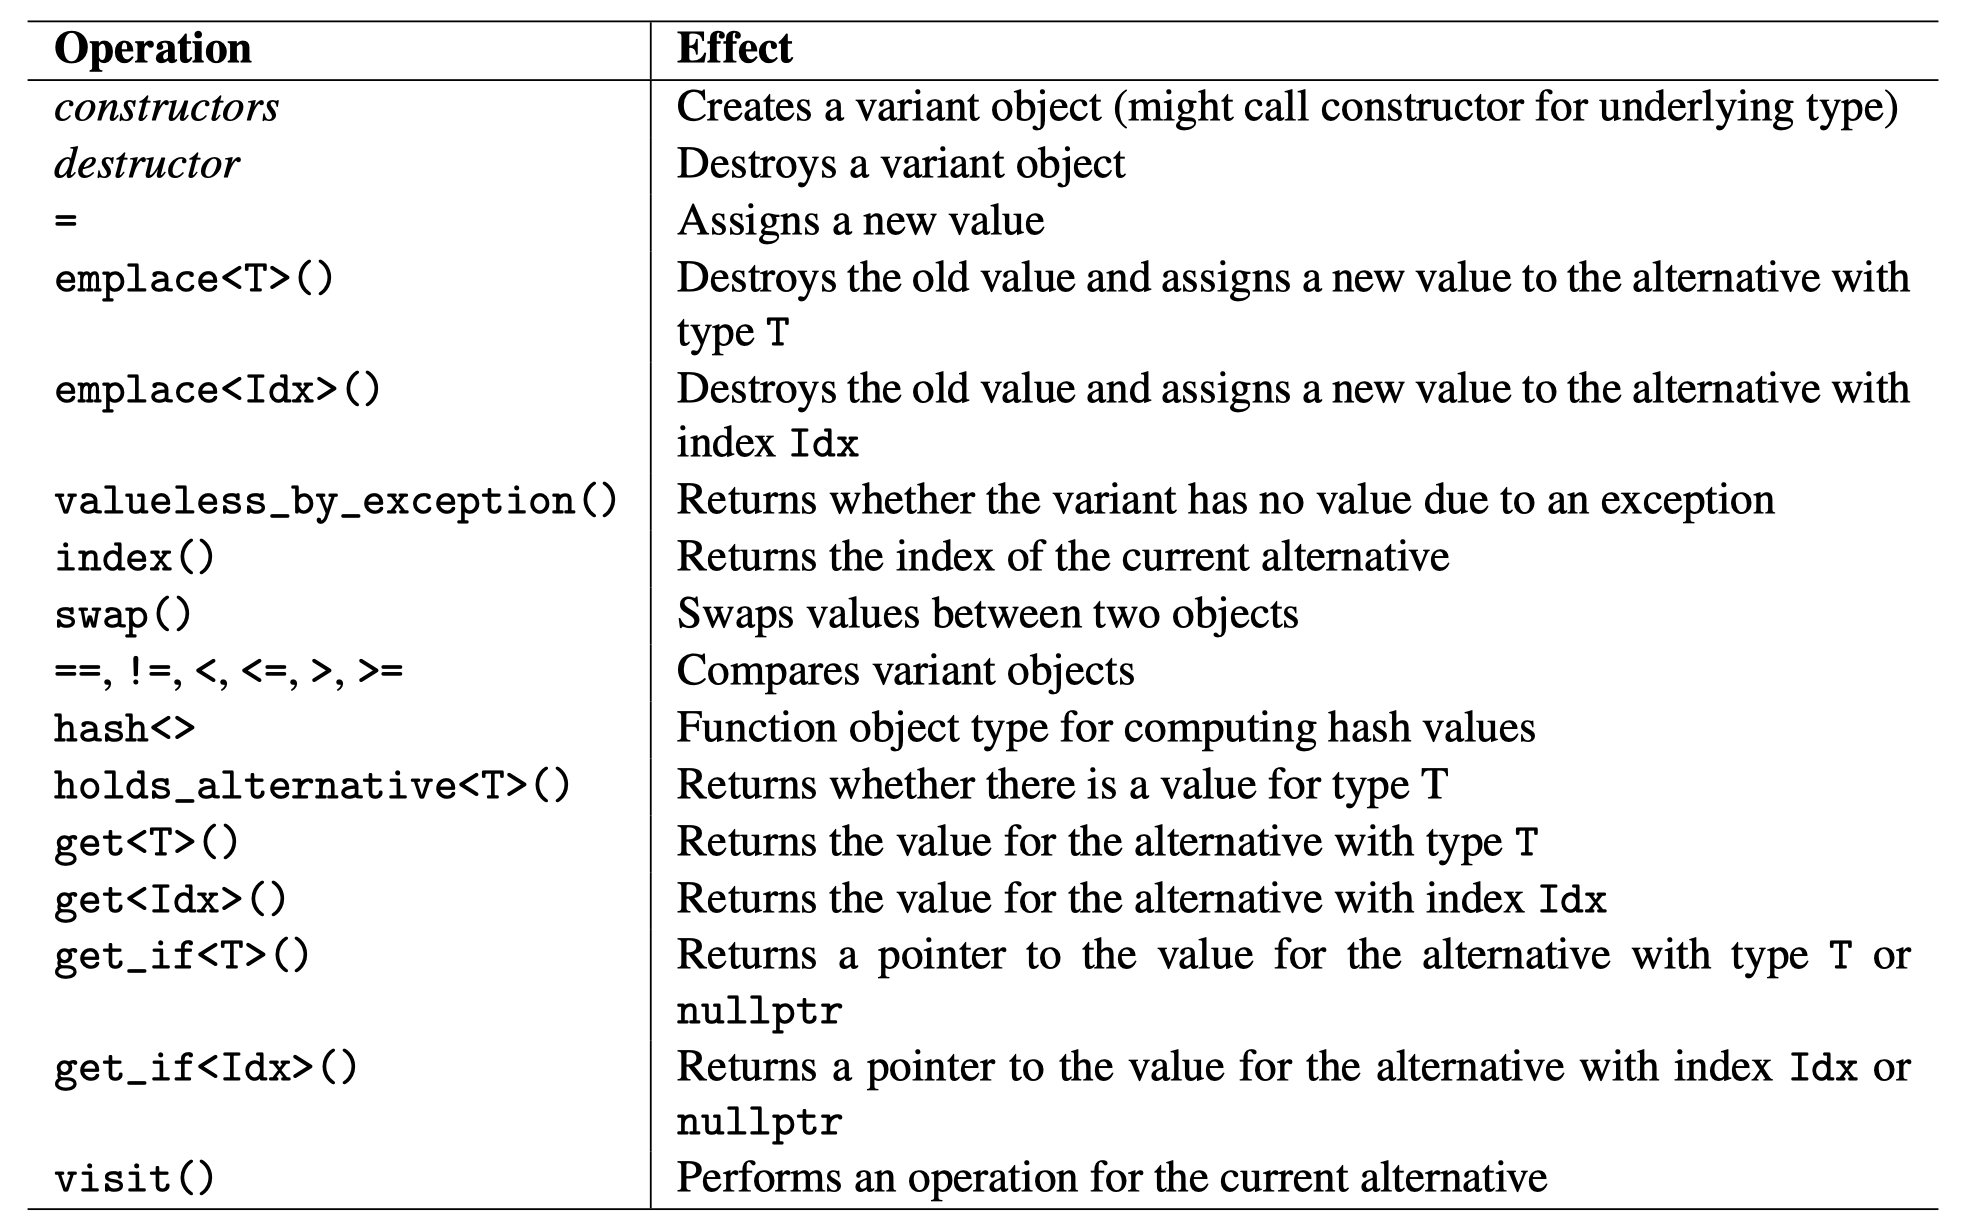 Operation Effect
constructors Creates a variant object (might call constructor for underlying type)
destructor Destroys a variant object
= Assigns a new value
emplace<T>() Destroys the old value and assigns a new value to the alternative with
type T
emplace<Idx>() Destroys the old value and assigns a new value to the alternative with
index Idx
valueless_by_exception() Returns whether the variant has no value due to an exception
index() Returns the index of the current alternative
swap() Swaps values between two objects
==, !=, <, <=, >, >= Compares variant objects
hash<> Function object type for computing hash values
holds_alternative<T>() Returns whether there is a value for type T
get<T>() Returns the value for the alternative with type T
get<Idx>() Returns the value for the alternative with index Idx
get_if<T>() Returns a pointer to the value for the alternative with type T or
nullptr
get_if<Idx>() Returns a pointer to the value for the alternative with index Idx or
nullptr
visit() Performs an operation for the current alternative